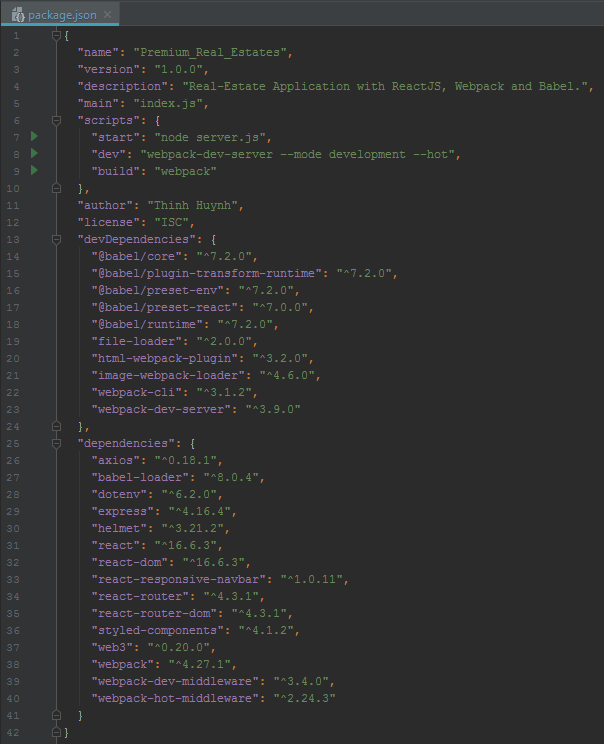 package.json
1 {
2 "name": "Premium_Real_Estates",
3 "version": "1.0.0",
4 "description": "Real-Estate Application with ReactJS, Webpack and Babel.",
5 "main": "index.js",
6 "scripts": {
7 "start": "node server.js",
8 "dev": "webpack-dev-server --mode development --hot",
9 "build": "webpack"
10 },
11 "author": "Thinh Huynh",
12 "license": "ISC",
13 "devDependencies": {
14 "@babel/core": "^7.2.0",
15 "@babel/plugin-transform-runtime": "^7.2.0",
16 "@babel/preset-env": "^7.2.0",
17 "@babel/preset-react": "^7.0.0",
18 "@babel/runtime": "^7.2.0",
19 "file-loader": "^2.0.0",
20 "html-webpack-plugin": "^3.2.0",
21 "image-webpack-loader": "^4.6.0",
22 "webpack-cli": "^3.1.2",
23 "webpack-dev-server": "^3.9.0"
24 },
25 "dependencies": {
26 "axios": "^0.18.1",
27 "babel-loader": "^8.0.4",
28 "dotenv": "^6.2.0",
29 "express": "^4.16.4",
30 "helmet": "^3.21.2",
31 "react": "^16.6.3",
32 "react-dom": "^16.6.3",
33 "react-responsive-navbar": "^1.0.11",
34 "react-router": "^4.3.1",
35 "react-router-dom": "^4.3.1",
36 "styled-components": "^4.1.2",
37 "web3": "^0.20.0",
38 "webpack": "^4.27.1",
39 "webpack-dev-middleware": "^3.4.0",
40 "webpack-hot-middleware": "^2.24.3"
41 }
42 }